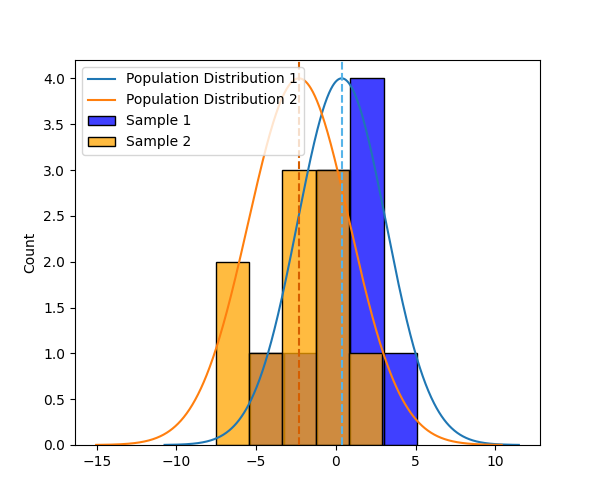 Population Distribution 1
Population Distribution 2
Sample 1
Sample 2
Count
4.0
3.5
3.0
2.5
2.0
1.5
1.0
0.5
0.0
−15 −10 −5 0 5 10